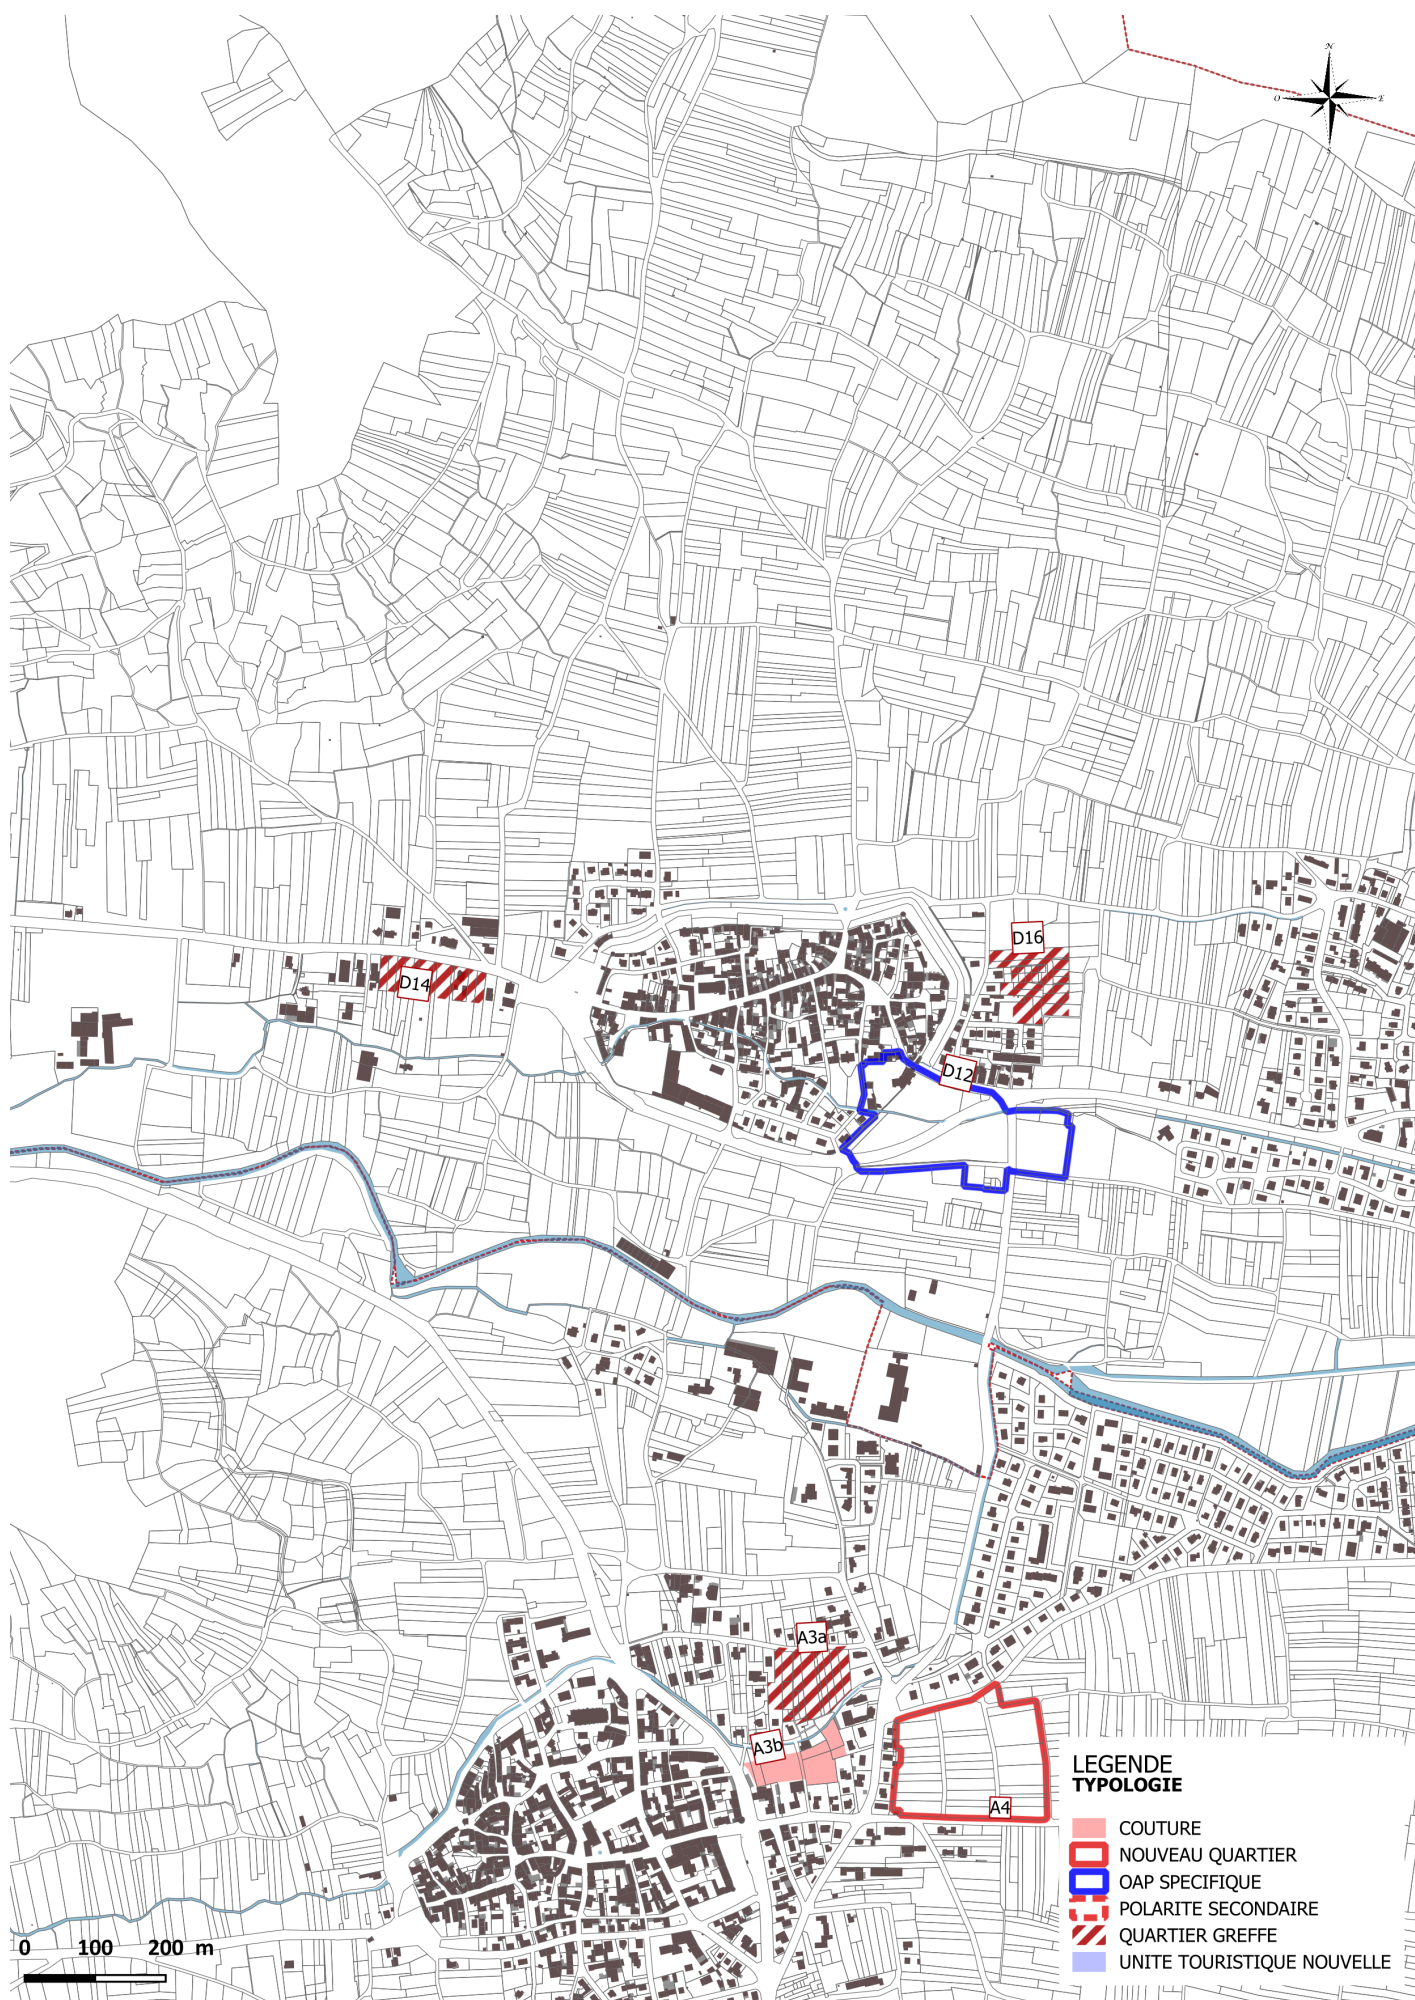 N
O
E
D16
D14
D12
A3a
A3b
A4
LEGENDE
TYPOLOGIE
COUTURE
NOUVEAU QUARTIER
OAP SPECIFIQUE
POLARITE SECONDAIRE
QUARTIER GREFFE
UNITE TOURISTIQUE NOUVELLE
0 100 200 m